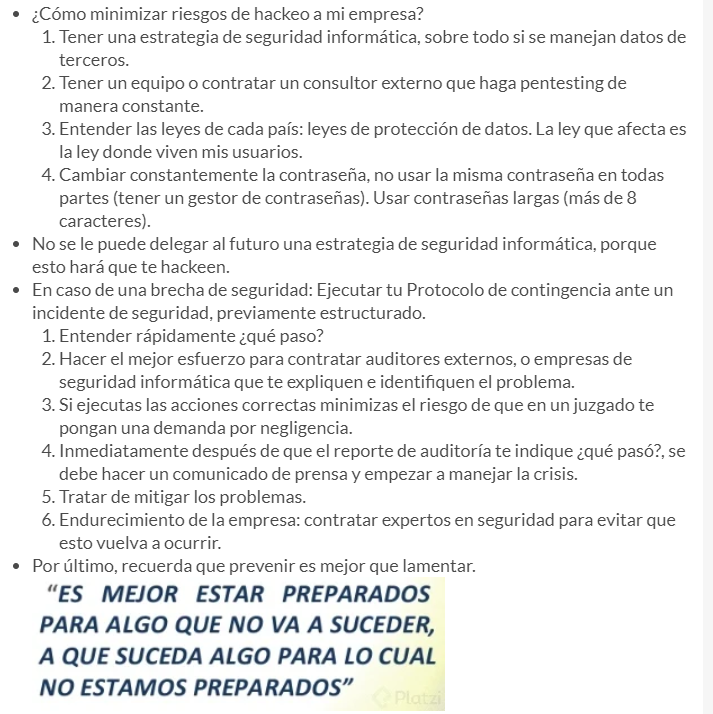 ¿Cómo minimizar riesgos de hackeo a mi empresa?
1. Tener una estrategia de seguridad informática, sobre todo si se manejan datos de
terceros.
2. Tener un equipo o contratar un consultor externo que haga pentesting de
manera constante.
3. Entender las leyes de cada país: leyes de protección de datos. La ley que afecta es
la ley donde viven mis usuarios.
4. Cambiar constantemente la contraseña, no usar la misma contraseña en todas
partes (tener un gestor de contraseñas). Usar contraseñas largas (más de 8
caracteres).
No se le puede delegar al futuro una estrategia de seguridad informática, porque
esto hará que te hackeen.
En caso de una brecha de seguridad: Ejecutar tu Protocolo de contingencia ante un
incidente de seguridad, previamente estructurado.
1. Entender rápidamente ¿qué paso?
2. Hacer el mejor esfuerzo para contratar auditores externos, o empresas de
seguridad informática que te expliquen e identifiquen el problema.
3. Si ejecutas las acciones correctas minimizas el riesgo de que en un juzgado te
pongan una demanda por negligencia.
4. Inmediatamente después de que el reporte de auditoría te indique ¿qué pasó?, se
debe hacer un comunicado de prensa y empezar a manejar la crisis.
5. Tratar de mitigar los problemas.
6. Endurecimiento de la empresa: contratar expertos en seguridad para evitar que
esto vuelva a ocurrir.
Por último, recuerda que prevenir es mejor que lamentar.
“ES MEJOR ESTAR PREPARADOS
PARA ALGO QUE NO VA A SUCEDER,
A QUE SUCEDA ALGO PARA LO CUAL
NO ESTAMOS PREPARADOS”
Platzi